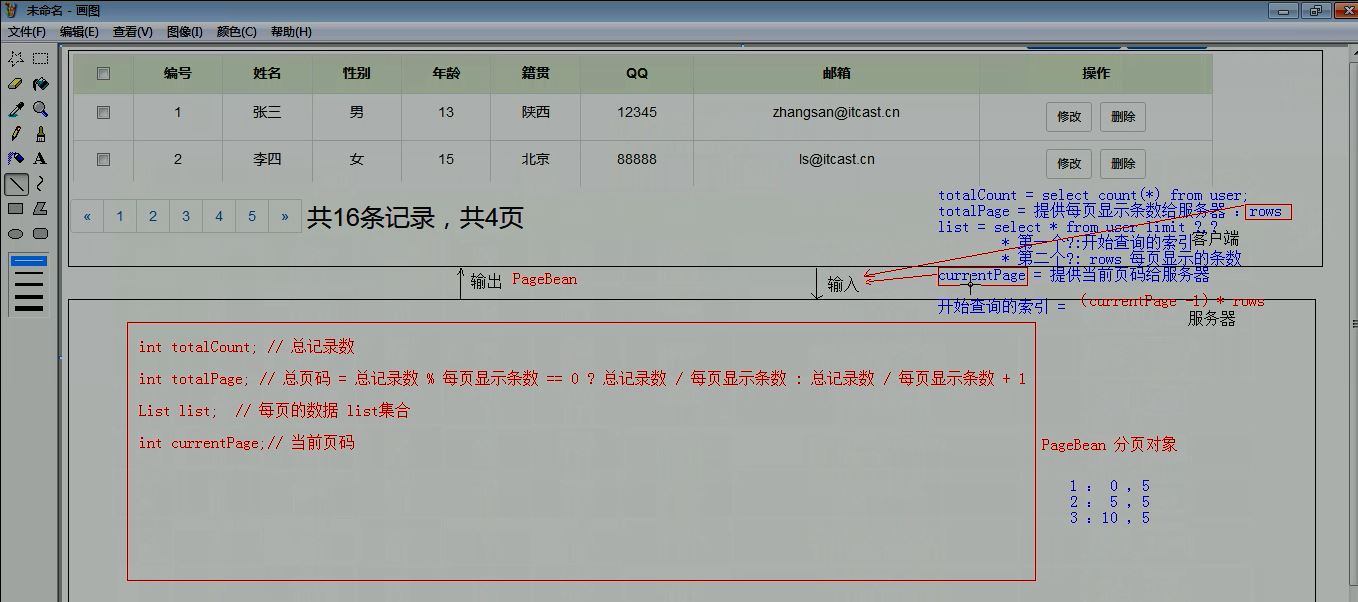 未命名 - 画图
文件(F) 编辑(E) 查看(V) 图像(I) 颜色(C) 帮助(H)
编号 姓名 性别 年龄 籍贯 QQ 邮箱 操作
1 张三 男 13 陕西 12345 zhangsan@itcast.cn 修改 删除
2 李四 女 15 北京 88888 ls@itcast.cn 修改 删除
« 1 2 3 4 5 » 共16条记录，共4页
totalCount = select count(*) from user;
totalPage = 提供每页显示条数给服务器 : rows
list = select * from user limit ?,?
* 第一个?:开始查询的索引
客户端
* 第二个?: rows 每页显示的条数
currentPage = 提供当前页码给服务器
输出 PageBean
输入
开始查询的索引 = (currentPage -1) * rows
服务器
int totalCount; // 总记录数
int totalPage; // 总页码 = 总记录数 % 每页显示条数 == 0 ? 总记录数 / 每页显示条数 : 总记录数 / 每页显示条数 + 1
List list; // 每页的数据 list集合
int currentPage;// 当前页码
PageBean 分页对象
1 : 0 , 5
2 : 5 , 5
3 : 10 , 5